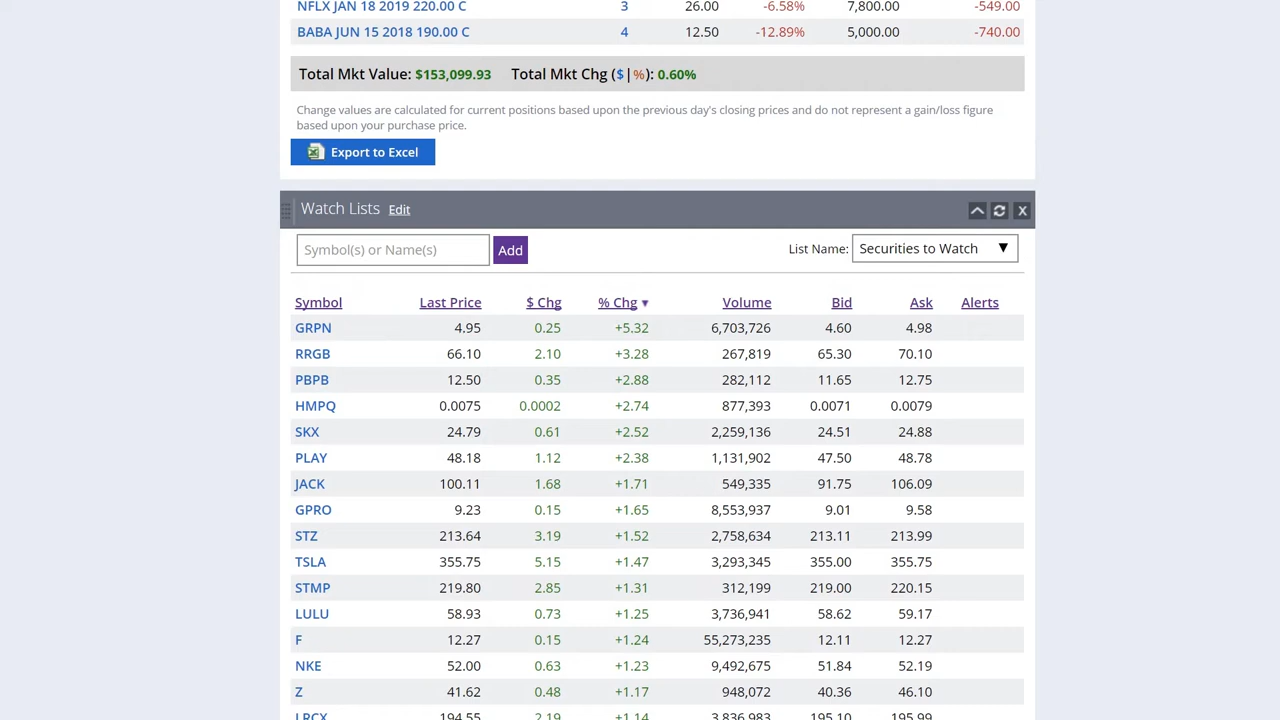 NFLX JAN 18 2019 220.00 C 3 26.00 -6.58% 7,800.00 -549.00
BABA JUN 15 2018 190.00 C 4 12.50 -12.89% 5,000.00 -740.00
Total Mkt Value: $153,099.93 Total Mkt Chg ($|%): 0.60%
Change values are calculated for current positions based upon the previous day's closing prices and do not represent a gain/loss figure
based upon your purchase price.
Export to Excel
Watch Lists Edit
Symbol(s) or Name(s) Add List Name: Securities to Watch
Symbol Last Price $ Chg % Chg Volume Bid Ask Alerts
GRPN 4.95 0.25 +5.32 6,703,726 4.60 4.98
RRGB 66.10 2.10 +3.28 267,819 65.30 70.10
PBPB 12.50 0.35 +2.88 282,112 11.65 12.75
HMPQ 0.0075 0.0002 +2.74 877,393 0.0071 0.0079
SKX 24.79 0.61 +2.52 2,259,136 24.51 24.88
PLAY 48.18 1.12 +2.38 1,131,902 47.50 48.78
JACK 100.11 1.68 +1.71 549,335 91.75 106.09
GPRO 9.23 0.15 +1.65 8,553,937 9.01 9.58
STZ 213.64 3.19 +1.52 2,758,634 213.11 213.99
TSLA 355.75 5.15 +1.47 3,293,345 355.00 355.75
STMP 219.80 2.85 +1.31 312,199 219.00 220.15
LULU 58.93 0.73 +1.25 3,736,941 58.62 59.17
F 12.27 0.15 +1.24 55,273,235 12.11 12.27
NKE 52.00 0.63 +1.23 9,492,675 51.84 52.19
Z 41.62 0.48 +1.17 948,072 40.36 46.10
LRCX 194.55 2.19 +1.14 3,836,983 195.10 195.99